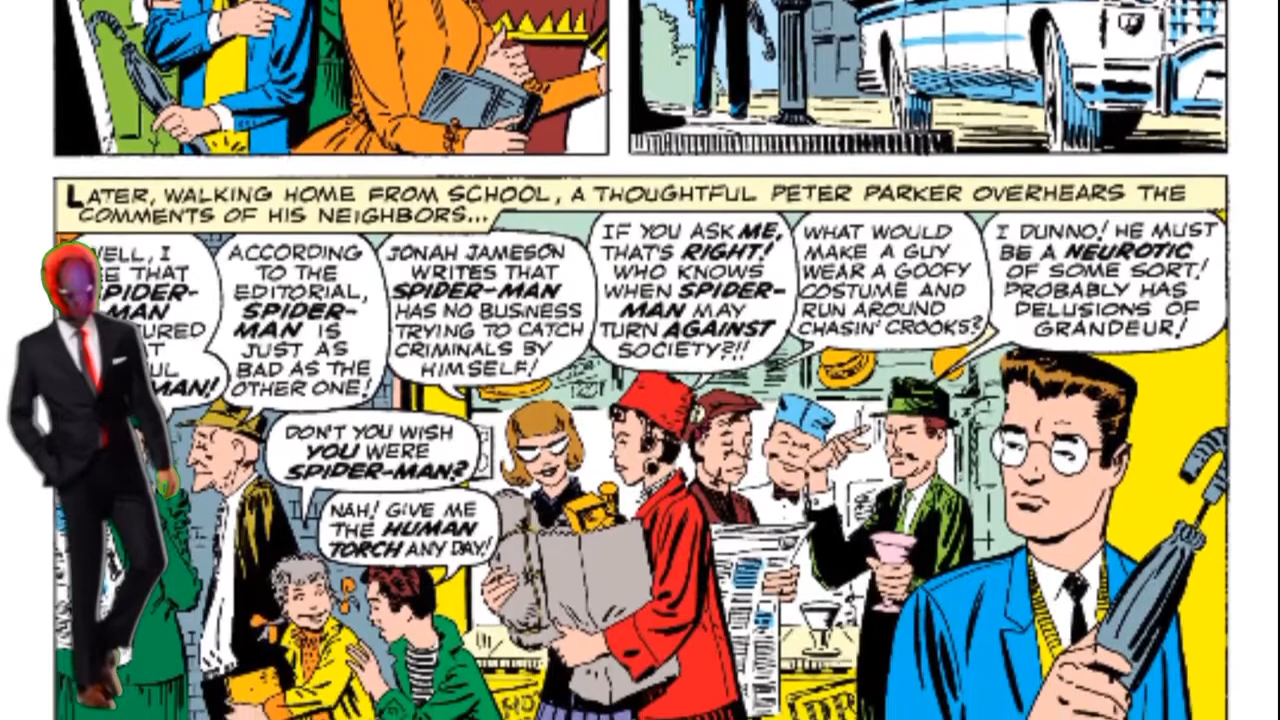 LATER, WALKING HOME FROM SCHOOL, A THOUGHTFUL PETER PARKER OVERHEARS THE
COMMENTS OF HIS NEIGHBORS...
WELL, I
THAT
SPIDER-
MAN
MAN!
ACCORDING
TO THE
EDITORIAL,
SPIDER-
MAN IS
JUST AS
BAD AS THE
OTHER ONE!
JONAH JAMESON
WRITES THAT
SPIDER-MAN
HAS NO BUSINESS
TRYING TO CATCH
CRIMINALS BY
HIMSELF!
IF YOU ASK ME,
THAT'S RIGHT!
WHO KNOWS
WHEN SPIDER-
MAN MAY
TURN AGAINST
SOCIETY?!!
WHAT WOULD
MAKE A GUY
WEAR A GOOFY
COSTUME AND
RUN AROUND
CHASIN' CROOKS?
I DUNNO! HE MUST
BE A NEUROTIC
OF SOME SORT!
PROBABLY HAS
DELUSIONS OF
GRANDEUR!
DON'T YOU WISH
YOU WERE
SPIDER-MAN?
NAH! GIVE ME
THE HUMAN
TORCH ANY DAY!